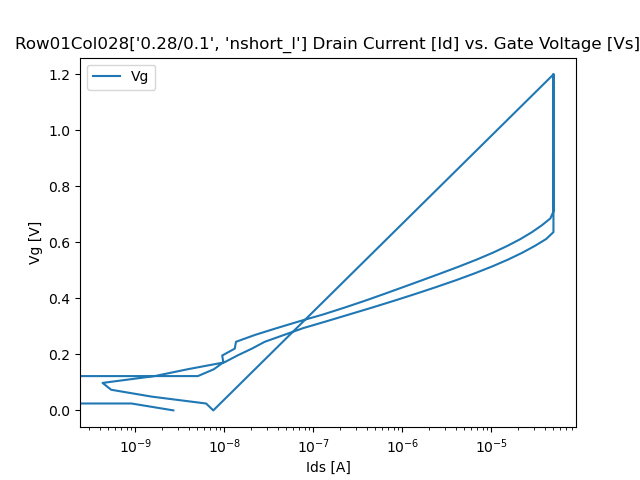 Row01Col028['0.28/0.1', 'nshort_l'] Drain Current [Id] vs. Gate Voltage [Vs]
Vg
1.2
1.0
0.8
0.6
0.4
0.2
0.0
Vg [V]
10⁻⁹ 10⁻⁸ 10⁻⁷ 10⁻⁶ 10⁻⁵
Ids [A]